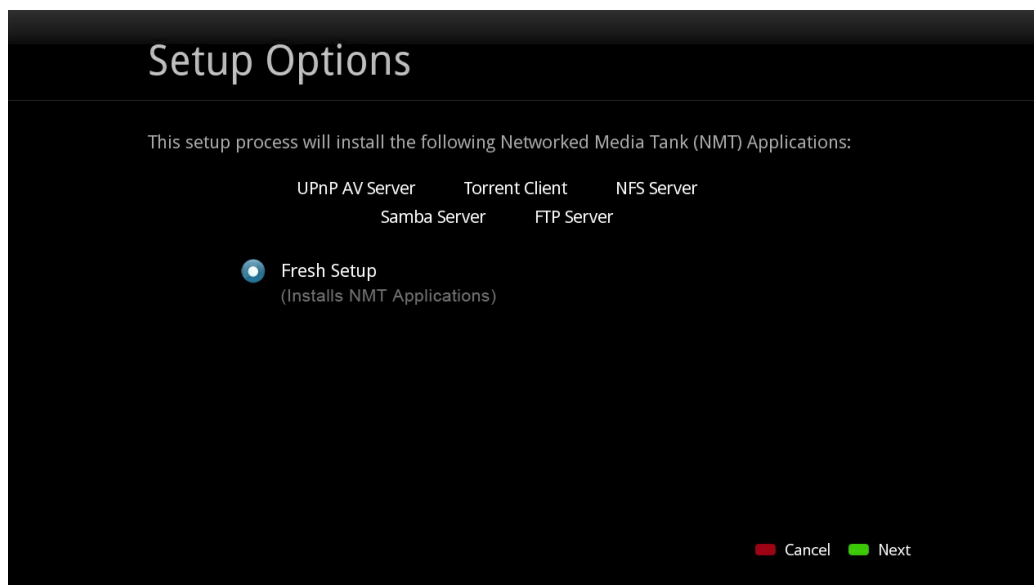 Setup Options
This setup process will install the following Networked Media Tank (NMT) Applications:
UPnP AV Server Torrent Client NFS Server
Samba Server FTP Server
Fresh Setup
(Installs NMT Applications)
Cancel Next